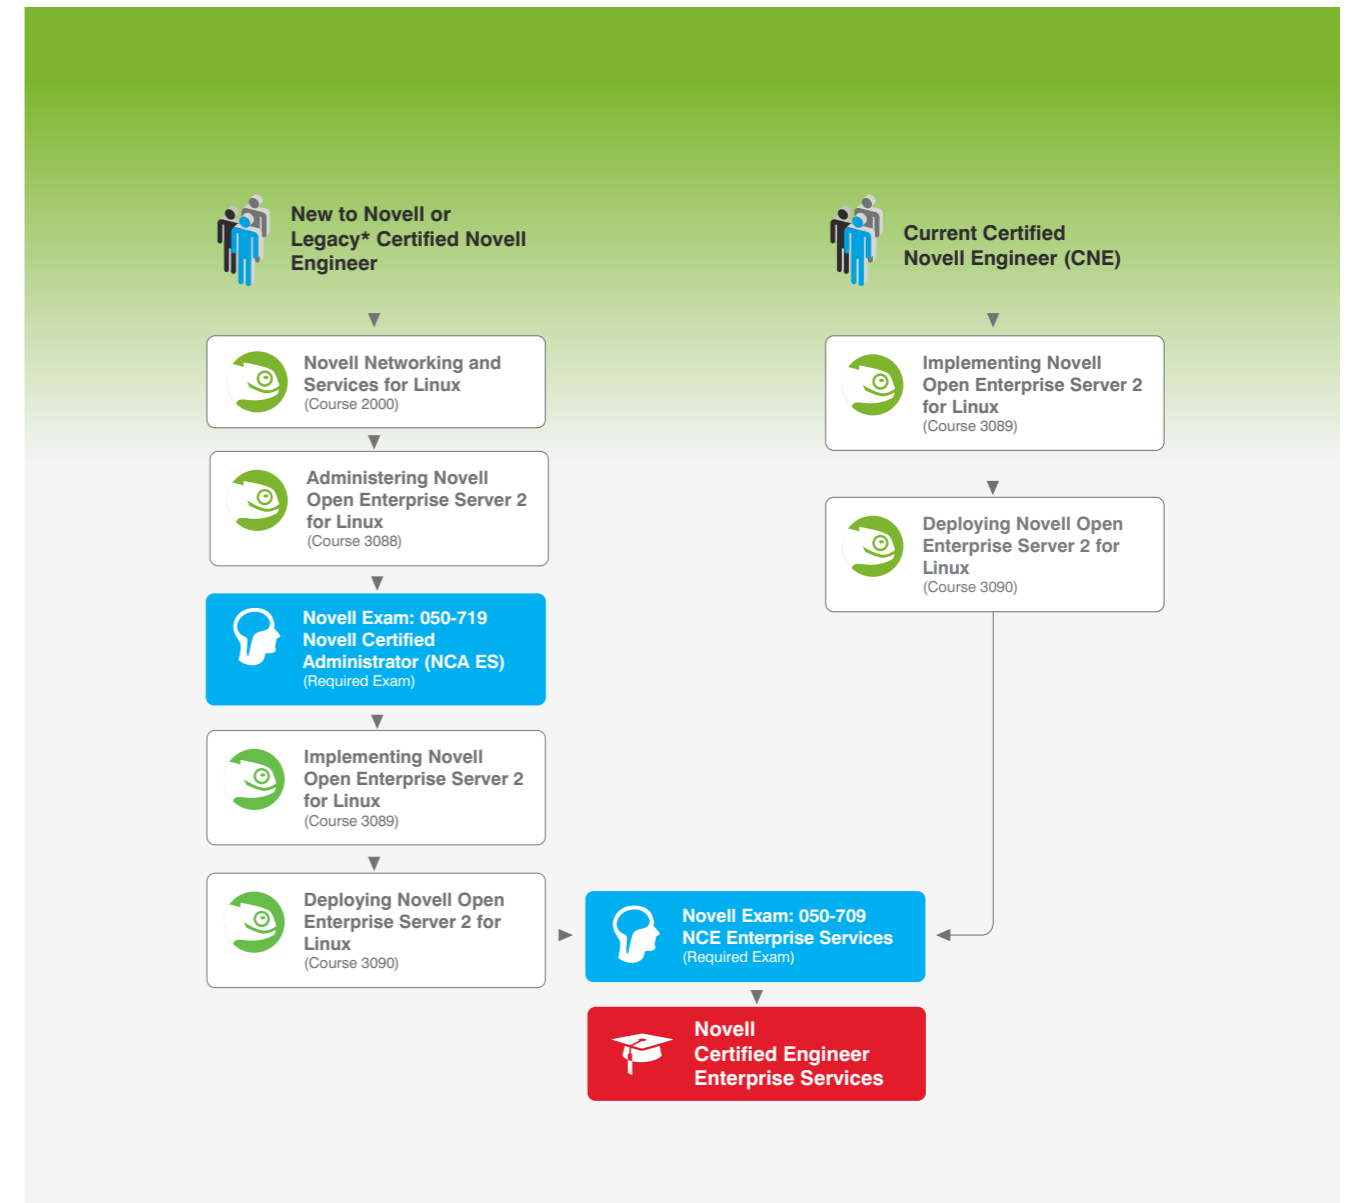 New to Novell or
Legacy* Certified Novell
Engineer
Novell Networking and
Services for Linux
(Course 2000)
Administering Novell
Open Enterprise Server 2
for Linux
(Course 3088)
Novell Exam: 050-719
Novell Certified
Administrator (NCA ES)
(Required Exam)
Implementing Novell
Open Enterprise Server 2
for Linux
(Course 3089)
Deploying Novell Open
Enterprise Server 2 for
Linux
(Course 3090)
Current Certified
Novell Engineer (CNE)
Implementing Novell
Open Enterprise Server 2
for Linux
(Course 3089)
Deploying Novell Open
Enterprise Server 2 for
Linux
(Course 3090)
Novell Exam: 050-709
NCE Enterprise Services
(Required Exam)
Novell
Certified Engineer
Enterprise Services